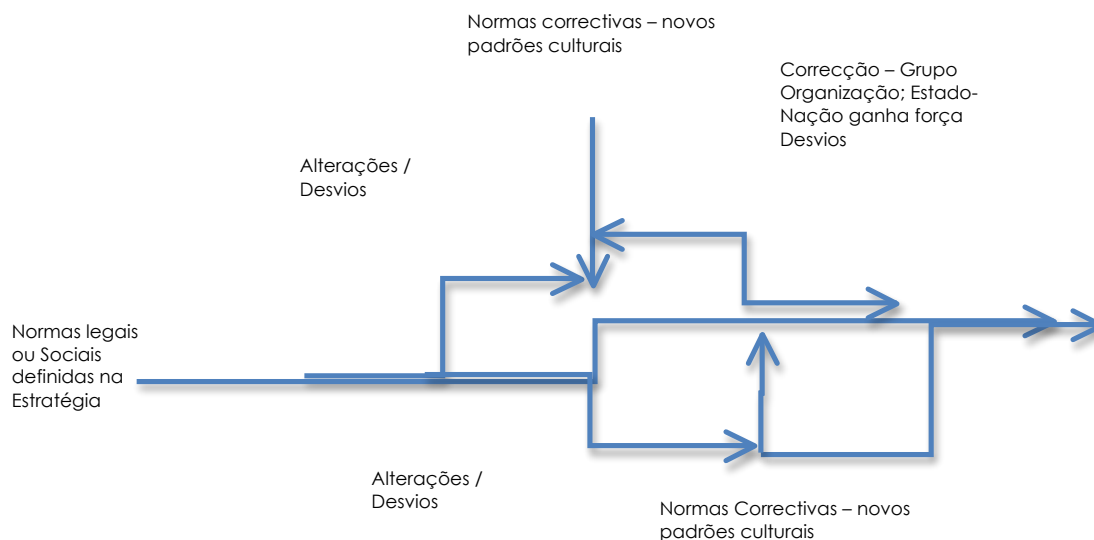 Normas correctivas – novos
padrões culturais
Correcção – Grupo
Organização; Estado-
Nação ganha força
Desvios
Alterações /
Desvios
Normas legais
ou Sociais
definidas na
Estratégia
Alterações /
Desvios
Normas Correctivas – novos
padrões culturais